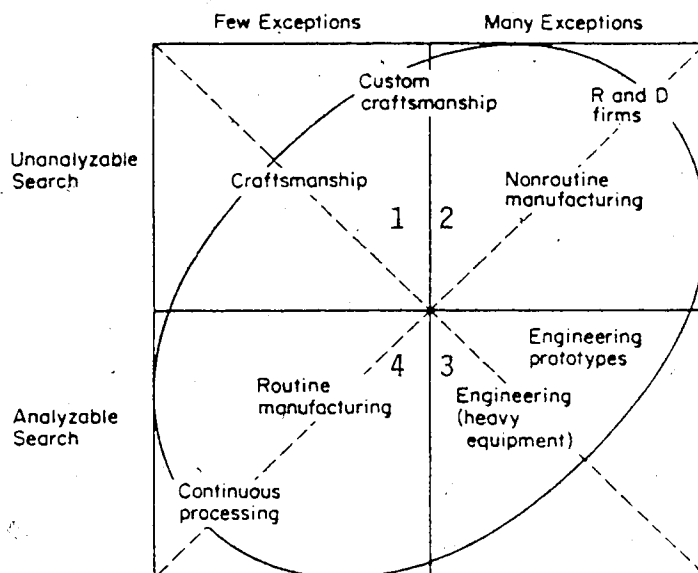 Few Exceptions
Many Exceptions
Custom
craftsmanship
R and D
firms
Unanalyzable
Search
Craftsmanship
Nonroutine
manufacturing
1
2
4
3
Engineering
prototypes
Routine
manufacturing
Engineering
(heavy
equipment)
Analyzable
Search
Continuous
processing